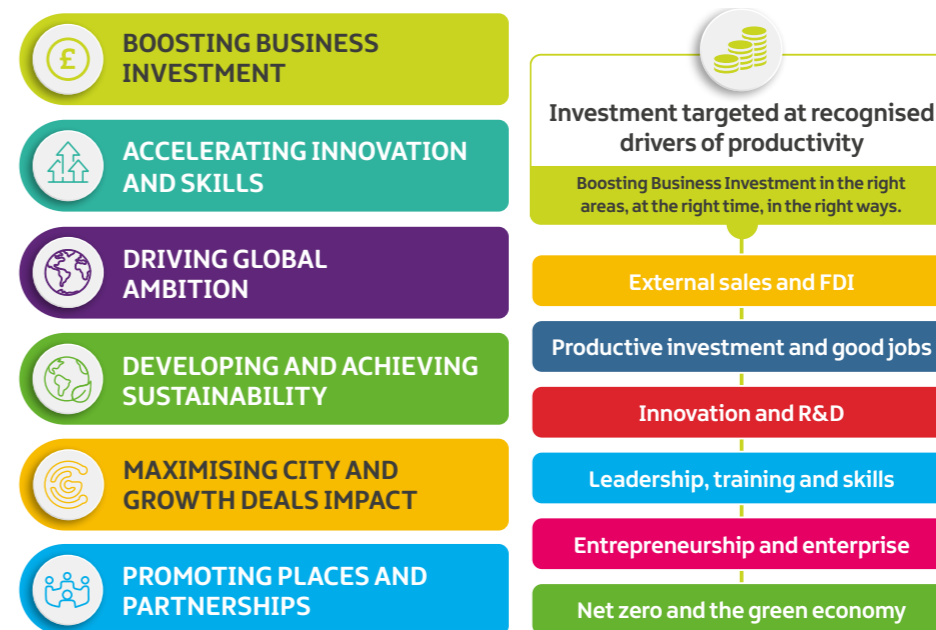 £
BOOSTING BUSINESS
INVESTMENT
ACCELERATING INNOVATION
AND SKILLS
DRIVING GLOBAL
AMBITION
DEVELOPING AND ACHIEVING
SUSTAINABILITY
MAXIMISING CITY AND
GROWTH DEALS IMPACT
PROMOTING PLACES AND
PARTNERSHIPS
Investment targeted at recognised
drivers of productivity
Boosting Business Investment in the right
areas, at the right time, in the right ways.
External sales and FDI
Productive investment and good jobs
Innovation and R&D
Leadership, training and skills
Entrepreneurship and enterprise
Net zero and the green economy